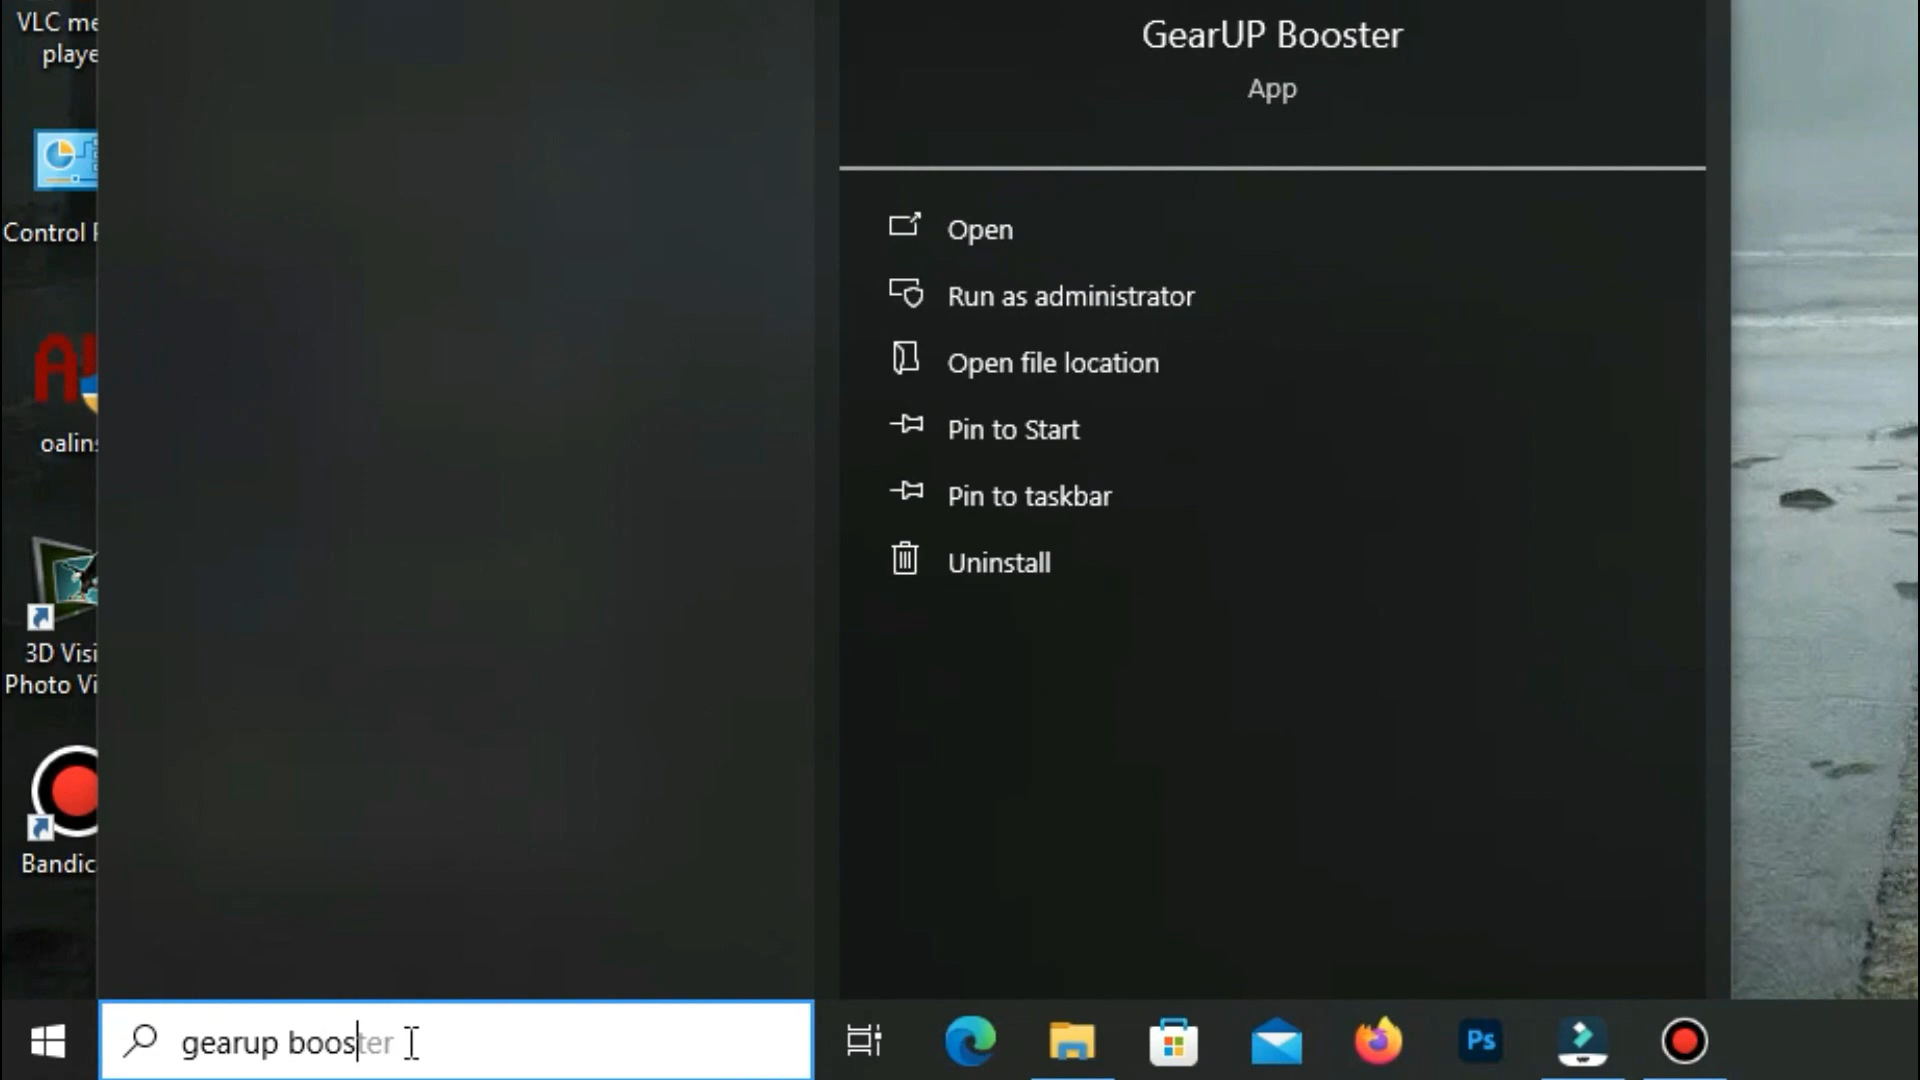 VLC me
playe
Control P
oalins
3D Visi
Photo Vi
Bandic
GearUP Booster
App
Open
Run as administrator
Open file location
Pin to Start
Pin to taskbar
Uninstall
gearup booster
Ps